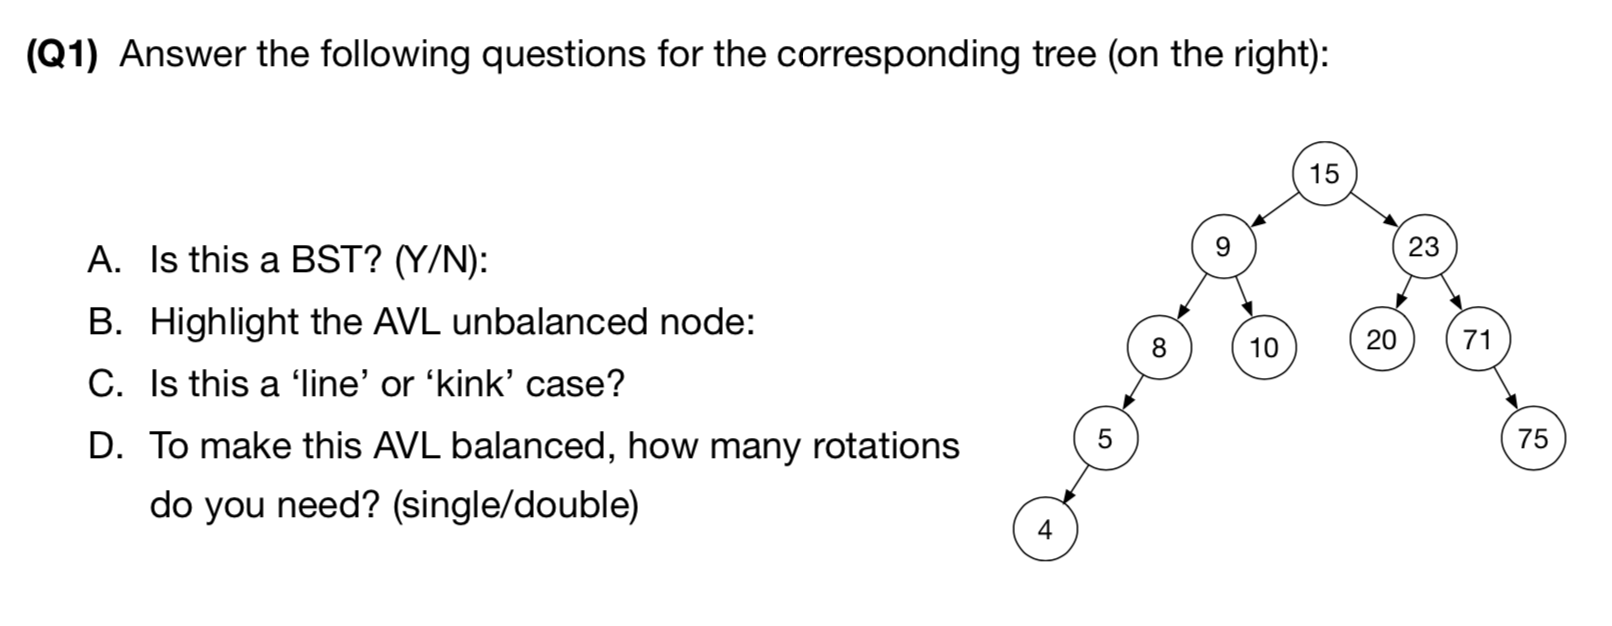 (Q1) Answer the following questions for the corresponding tree (on the right):
A. Is this a BST? (Y/N):
B. Highlight the AVL unbalanced node:
C. Is this a ‘line’ or ‘kink’ case?
D. To make this AVL balanced, how many rotations
do you need? (single/double)
15
9 23
8 10 20 71
5 75
4